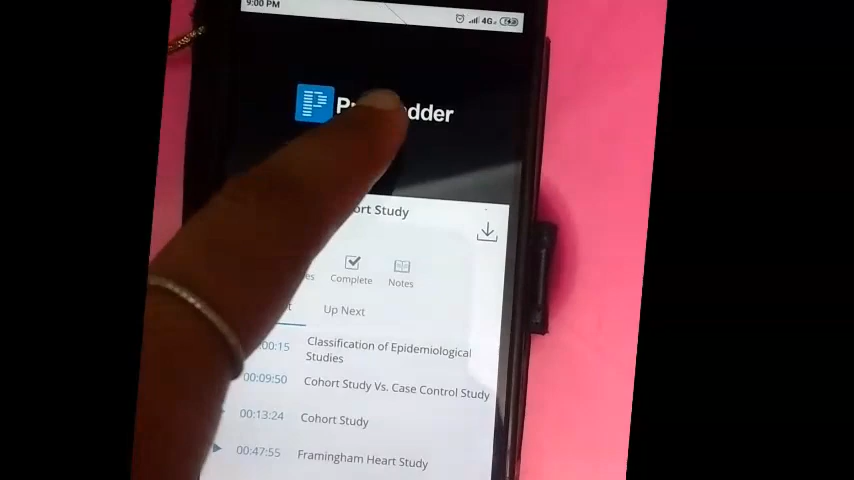 9:00 PM
4G
dder
ort Study
es
Complete
Notes
t
Up Next
00:15
Classification of Epidemiological
Studies
00:09:50
Cohort Study Vs. Case Control Study
00:13:24
Cohort Study
00:47:55
Framingham Heart Study